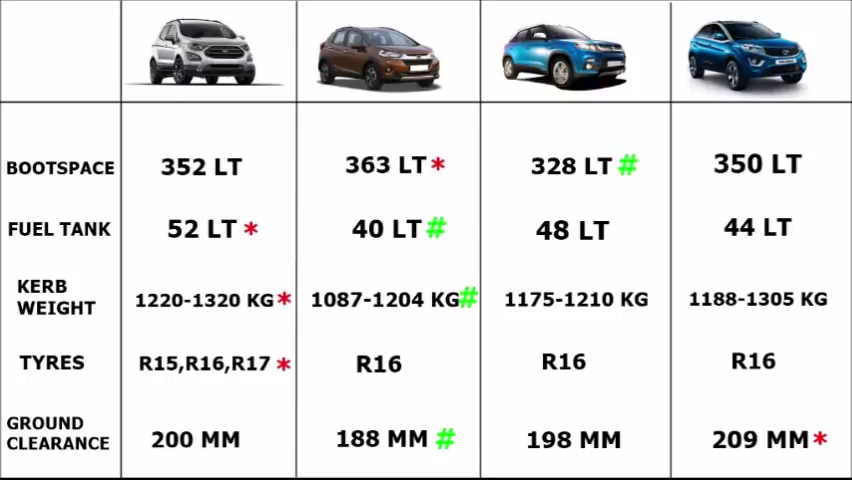 BOOTSPACE 352 LT 363 LT * 328 LT # 350 LT
FUEL TANK 52 LT * 40 LT # 48 LT 44 LT
KERB
WEIGHT 1220-1320 KG * 1087-1204 KG # 1175-1210 KG 1188-1305 KG
TYRES R15,R16,R17 * R16 R16 R16
GROUND
CLEARANCE 200 MM 188 MM # 198 MM 209 MM *